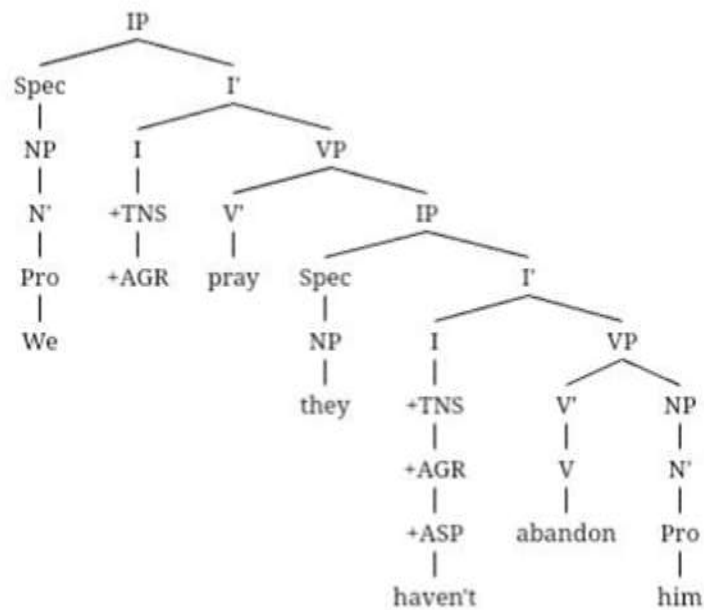 IP
Spec I'
NP I VP
N' +TNS V' IP
Pro +AGR pray Spec I'
We NP I VP
they +TNS V' NP
+AGR V N'
+ASP abandon Pro
haven't him